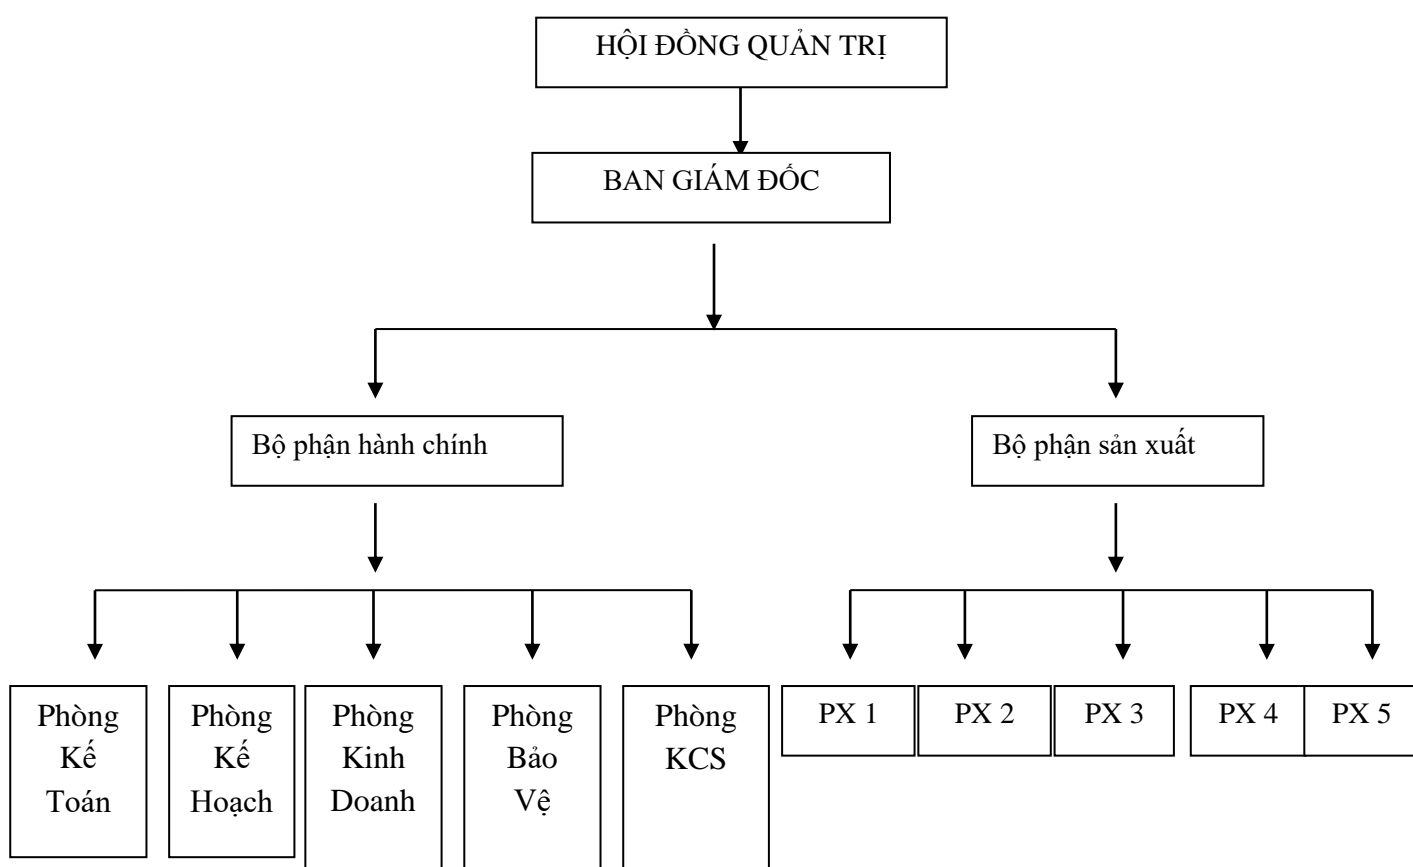 HỘI ĐỒNG QUẢN TRỊ
BAN GIÁM ĐỐC
Bộ phận hành chính
Bộ phận sản xuất
Phòng
Kế
Toán
Phòng
Kế
Hoạch
Phòng
Kinh
Doanh
Phòng
Bảo
Vệ
Phòng
KCS
PX 1
PX 2
PX 3
PX 4
PX 5